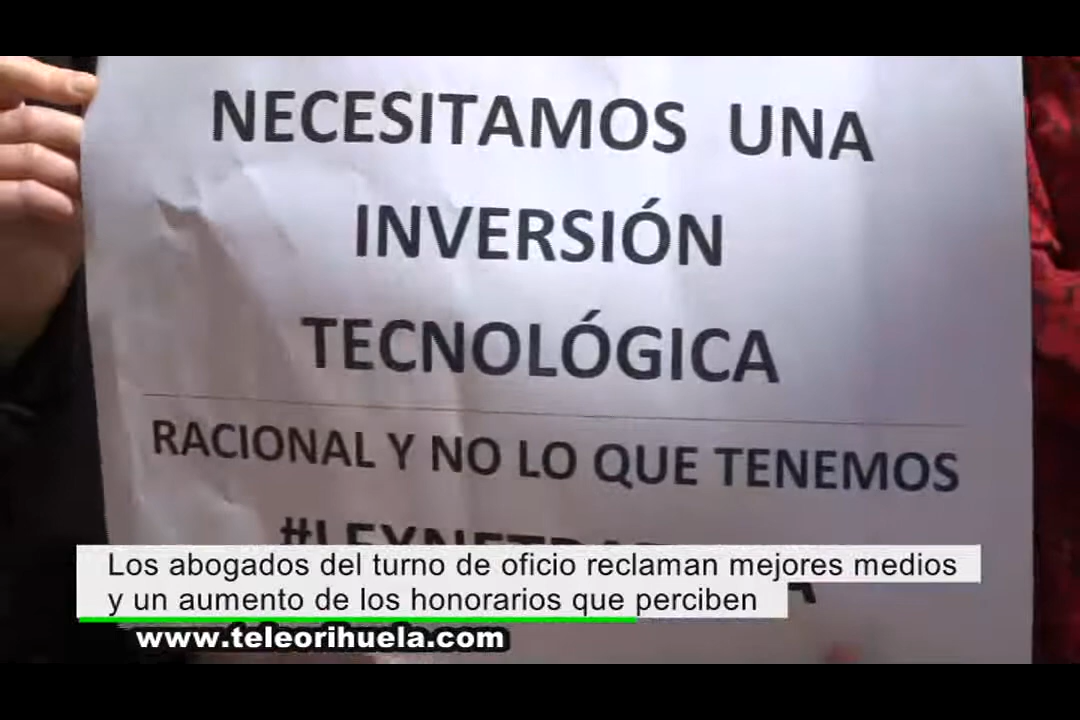 NECESITAMOS UNA
INVERSIÓN
TECNOLÓGICA
RACIONAL Y NO LO QUE TENEMOS
Los abogados del turno de oficio reclaman mejores medios
y un aumento de los honorarios que perciben
www.teleorihuela.com